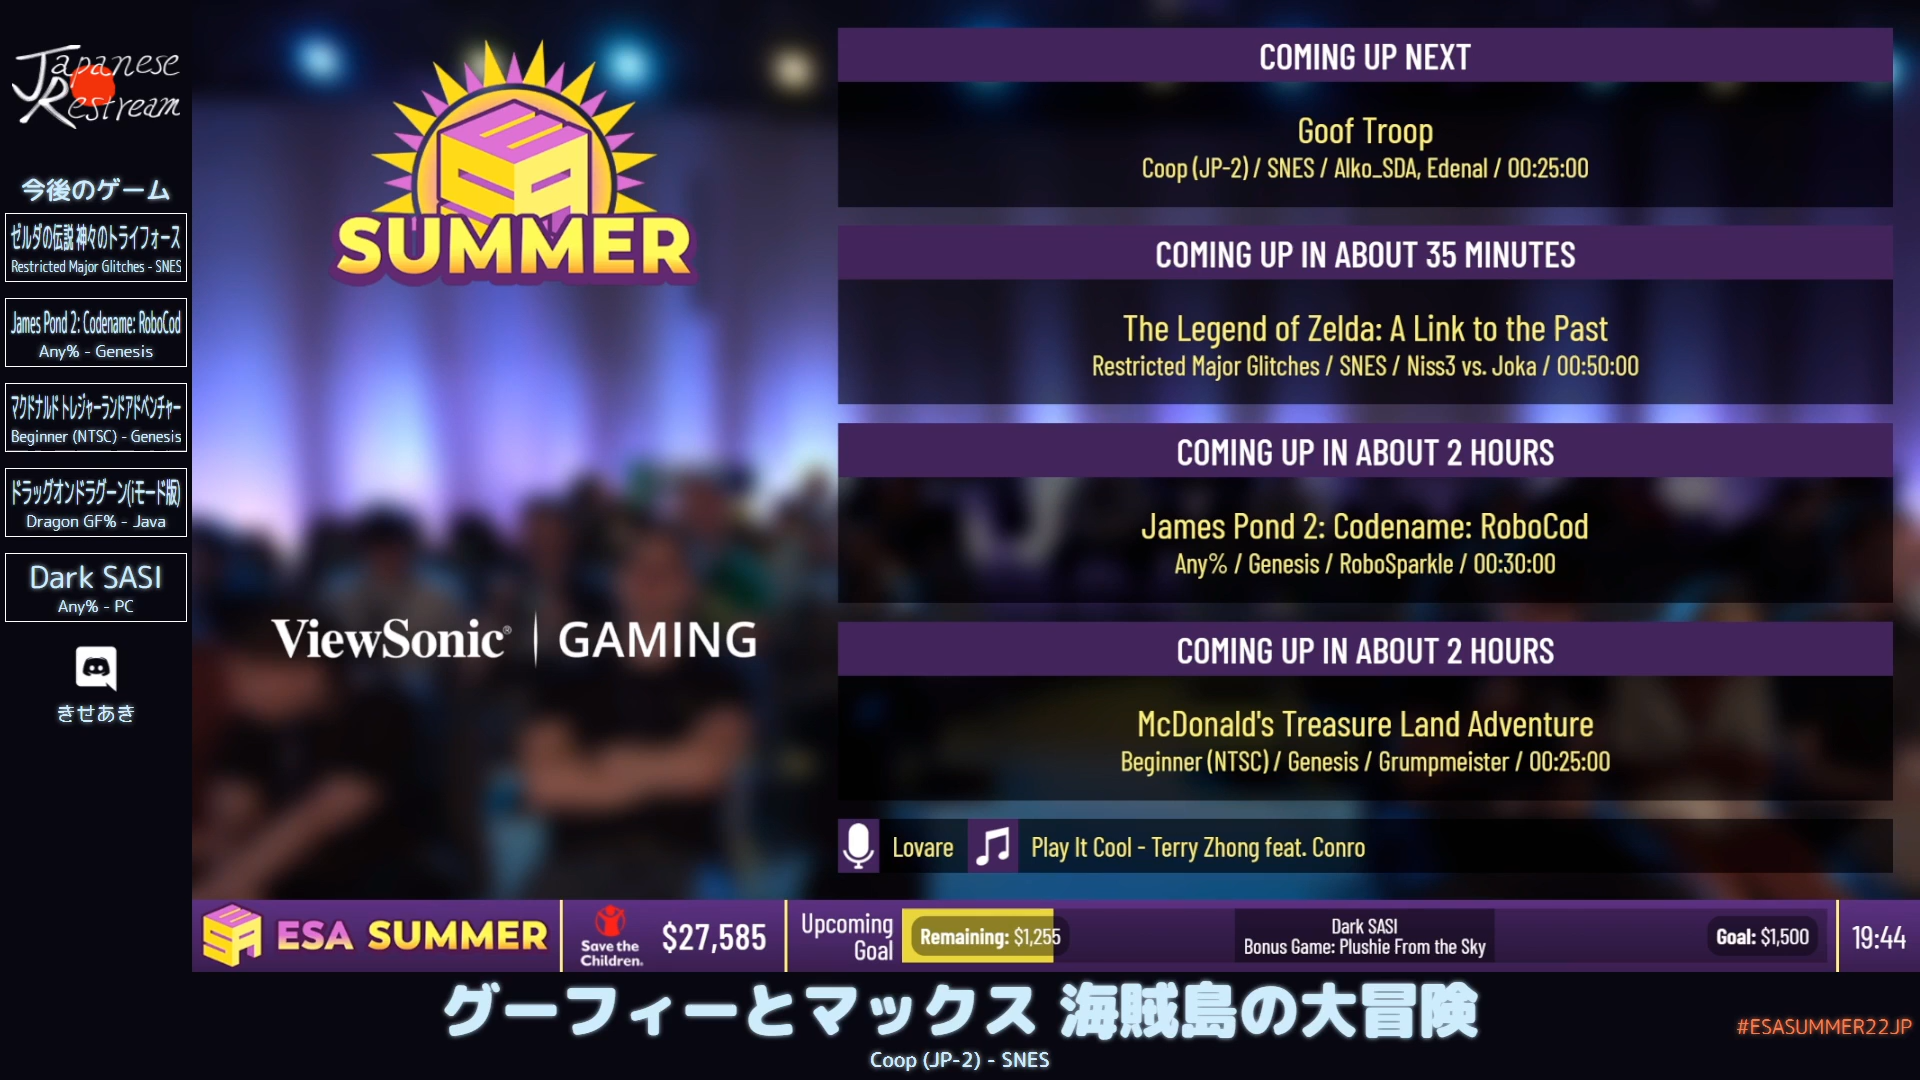 Japanese
Restream
今後のゲーム
ゼルダの伝説 神々のトライフォース
Restricted Major Glitches - SNES
James Pond 2: Codename: RoboCod
Any% - Genesis
マクドナルド トレジャーランドアドベンチャー
Beginner (NTSC) - Genesis
ドラッグオンドラグーン(iモード版)
Dragon GF% - Java
Dark SASI
Any% - PC
きせあき
ESA
SUMMER
ViewSonic® | GAMING
COMING UP NEXT
Goof Troop
Coop (JP-2) / SNES / Alko_SDA, Edenal / 00:25:00
COMING UP IN ABOUT 35 MINUTES
The Legend of Zelda: A Link to the Past
Restricted Major Glitches / SNES / Niss3 vs. Joka / 00:50:00
COMING UP IN ABOUT 2 HOURS
James Pond 2: Codename: RoboCod
Any% / Genesis / RoboSparkle / 00:30:00
COMING UP IN ABOUT 2 HOURS
McDonald's Treasure Land Adventure
Beginner (NTSC) / Genesis / Grumpmeister / 00:25:00
Lovare
Play It Cool - Terry Zhong feat. Conro
ESA
ESA SUMMER
Save the
Children.
$27,585
Upcoming
Goal
Remaining: $1,255
Dark SASI
Bonus Game: Plushie From the Sky
Goal: $1,500
19:44
グーフィーとマックス 海賊島の大冒険
Coop (JP-2) - SNES
#ESASUMMER22JP